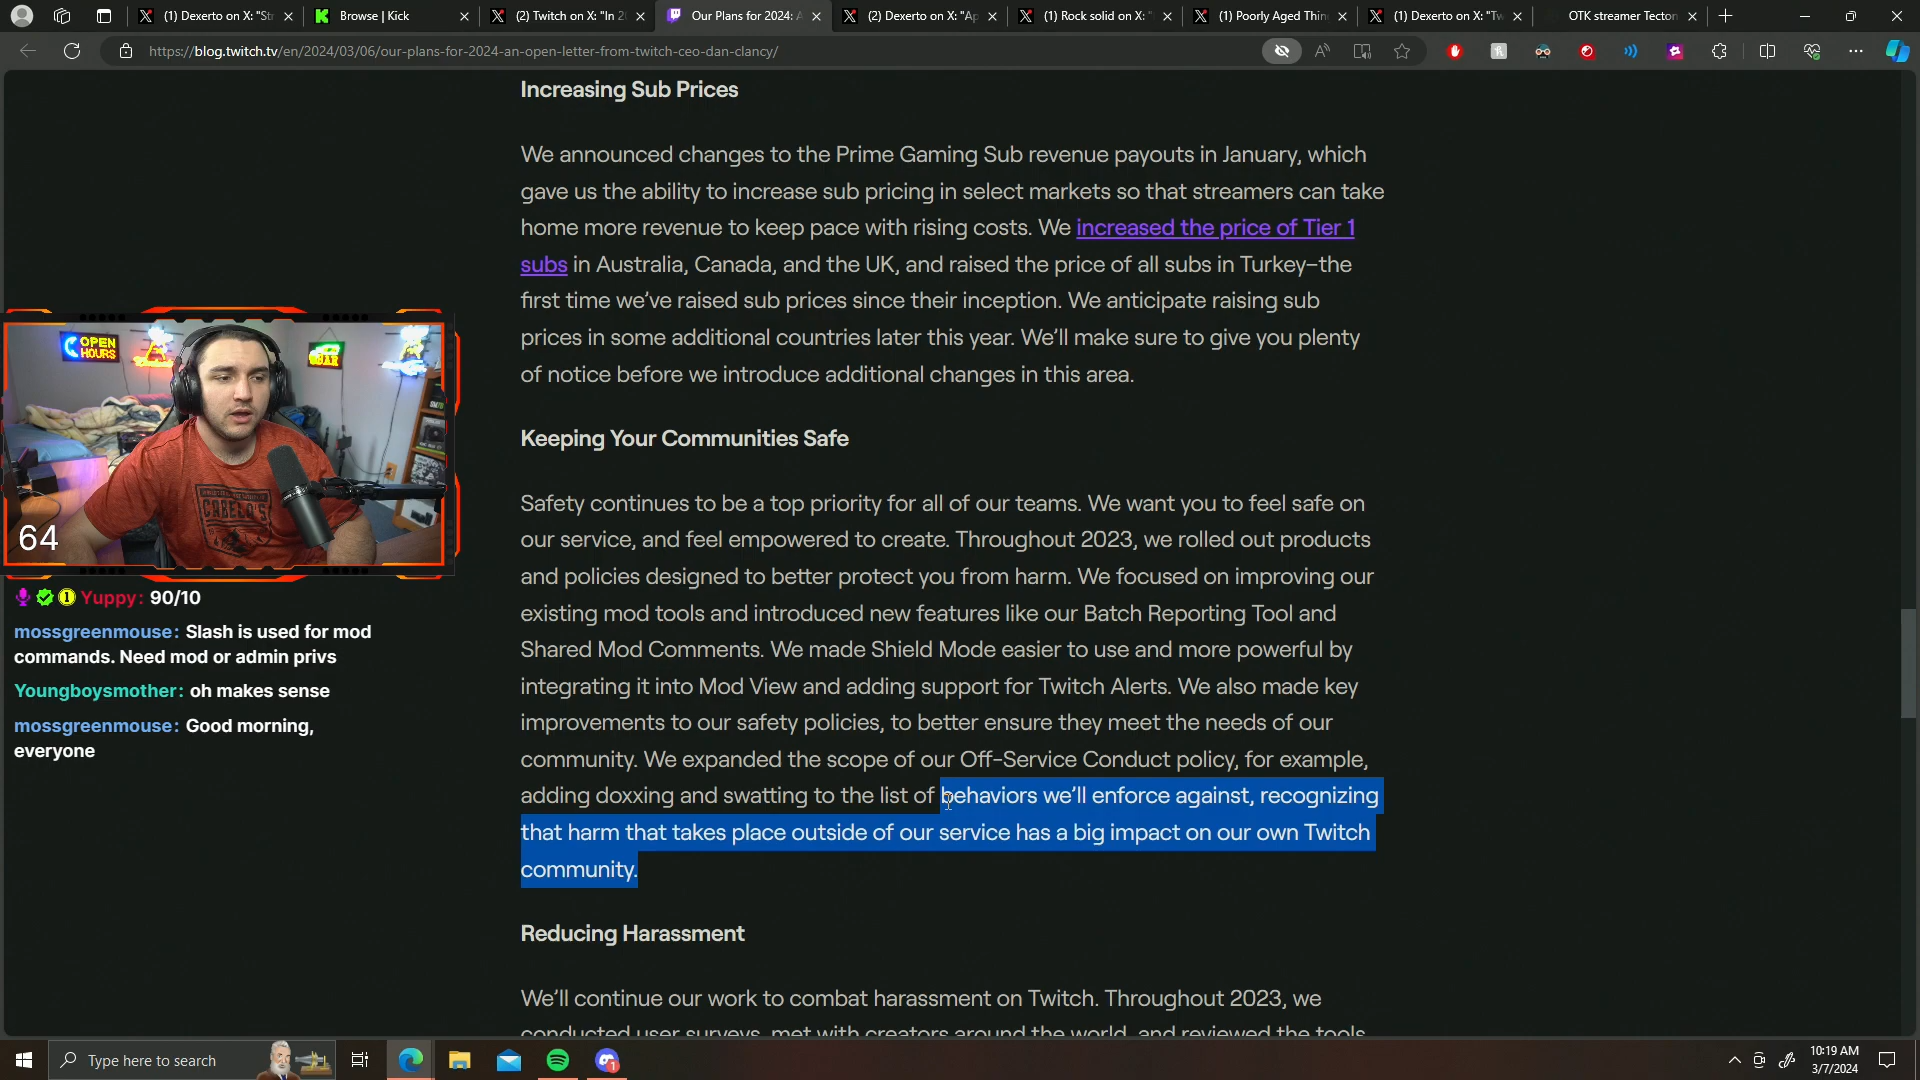 (1) Dexerto on X: "Str
Browse | Kick
(2) Twitch on X: "In 2
Our Plans for 2024: A
(2) Dexerto on X: "Ap
(1) Rock solid on X: "
(1) Poorly Aged Thin
(1) Dexerto on X: "Tw
OTK streamer Tecton
https://blog.twitch.tv/en/2024/03/06/our-plans-for-2024-an-open-letter-from-twitch-ceo-dan-clancy/
Increasing Sub Prices
We announced changes to the Prime Gaming Sub revenue payouts in January, which
gave us the ability to increase sub pricing in select markets so that streamers can take
home more revenue to keep pace with rising costs. We increased the price of Tier 1
subs in Australia, Canada, and the UK, and raised the price of all subs in Turkey–the
first time we've raised sub prices since their inception. We anticipate raising sub
prices in some additional countries later this year. We'll make sure to give you plenty
of notice before we introduce additional changes in this area.
Keeping Your Communities Safe
Safety continues to be a top priority for all of our teams. We want you to feel safe on
our service, and feel empowered to create. Throughout 2023, we rolled out products
and policies designed to better protect you from harm. We focused on improving our
existing mod tools and introduced new features like our Batch Reporting Tool and
Shared Mod Comments. We made Shield Mode easier to use and more powerful by
integrating it into Mod View and adding support for Twitch Alerts. We also made key
improvements to our safety policies, to better ensure they meet the needs of our
community. We expanded the scope of our Off-Service Conduct policy, for example,
adding doxxing and swatting to the list of behaviors we'll enforce against, recognizing
that harm that takes place outside of our service has a big impact on our own Twitch
community.
Reducing Harassment
We'll continue our work to combat harassment on Twitch. Throughout 2023, we
conducted user surveys, met with creators around the world, and reviewed the tools
OPEN
HOURS
BAR
CABELA'S
64
Yuppy: 90/10
mossgreenmouse: Slash is used for mod
commands. Need mod or admin privs
Youngboysmother: oh makes sense
mossgreenmouse: Good morning,
everyone
Type here to search
10:19 AM
3/7/2024